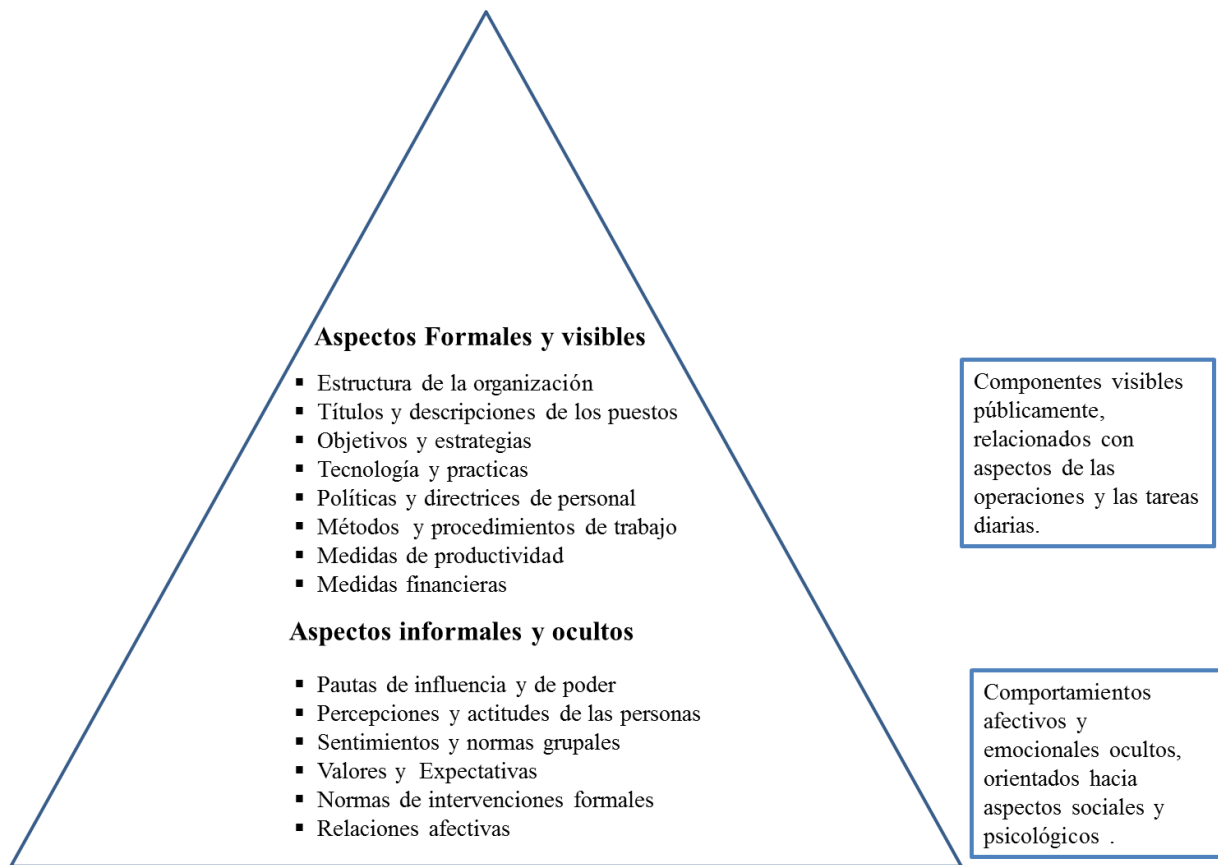 Aspectos Formales y visibles
▪ Estructura de la organización
▪ Títulos y descripciones de los puestos
▪ Objetivos y estrategias
▪ Tecnología y practicas
▪ Políticas y directrices de personal
▪ Métodos y procedimientos de trabajo
▪ Medidas de productividad
▪ Medidas financieras
Componentes visibles
públicamente,
relacionados con
aspectos de las
operaciones y las tareas
diarias.
Aspectos informales y ocultos
▪ Pautas de influencia y de poder
▪ Percepciones y actitudes de las personas
▪ Sentimientos y normas grupales
▪ Valores y Expectativas
▪ Normas de intervenciones formales
▪ Relaciones afectivas
Comportamientos
afectivos y
emocionales ocultos,
orientados hacia
aspectos sociales y
psicológicos .